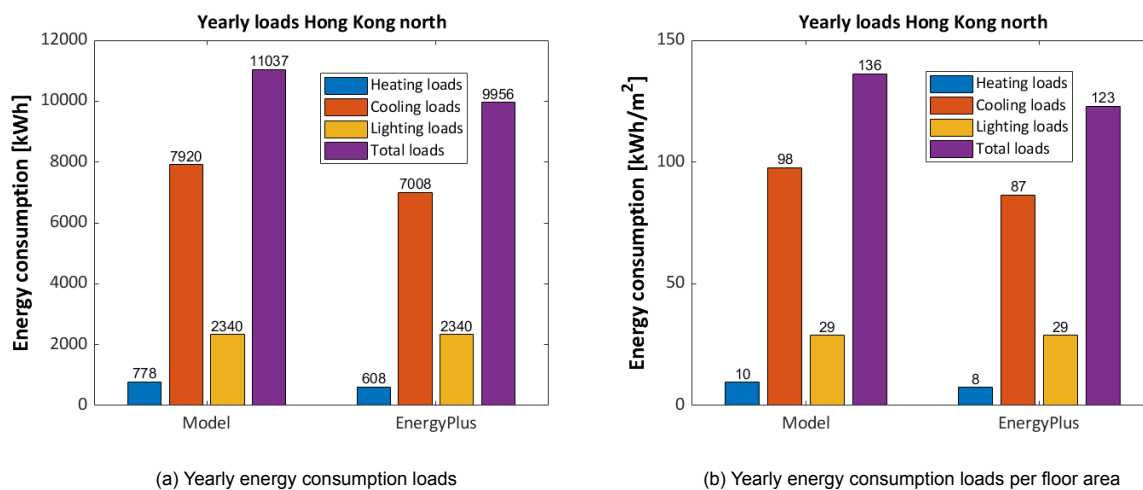 Yearly loads Hong Kong north
Energy consumption [kWh]
12000
10000
8000
6000
4000
2000
0
Heating loads
Cooling loads
Lighting loads
Total loads
778
7920
2340
11037
608
7008
2340
9956
Model
EnergyPlus
(a) Yearly energy consumption loads
Yearly loads Hong Kong north
Energy consumption [kWh/m²]
150
100
50
0
Heating loads
Cooling loads
Lighting loads
Total loads
10
98
29
136
8
87
29
123
Model
EnergyPlus
(b) Yearly energy consumption loads per floor area